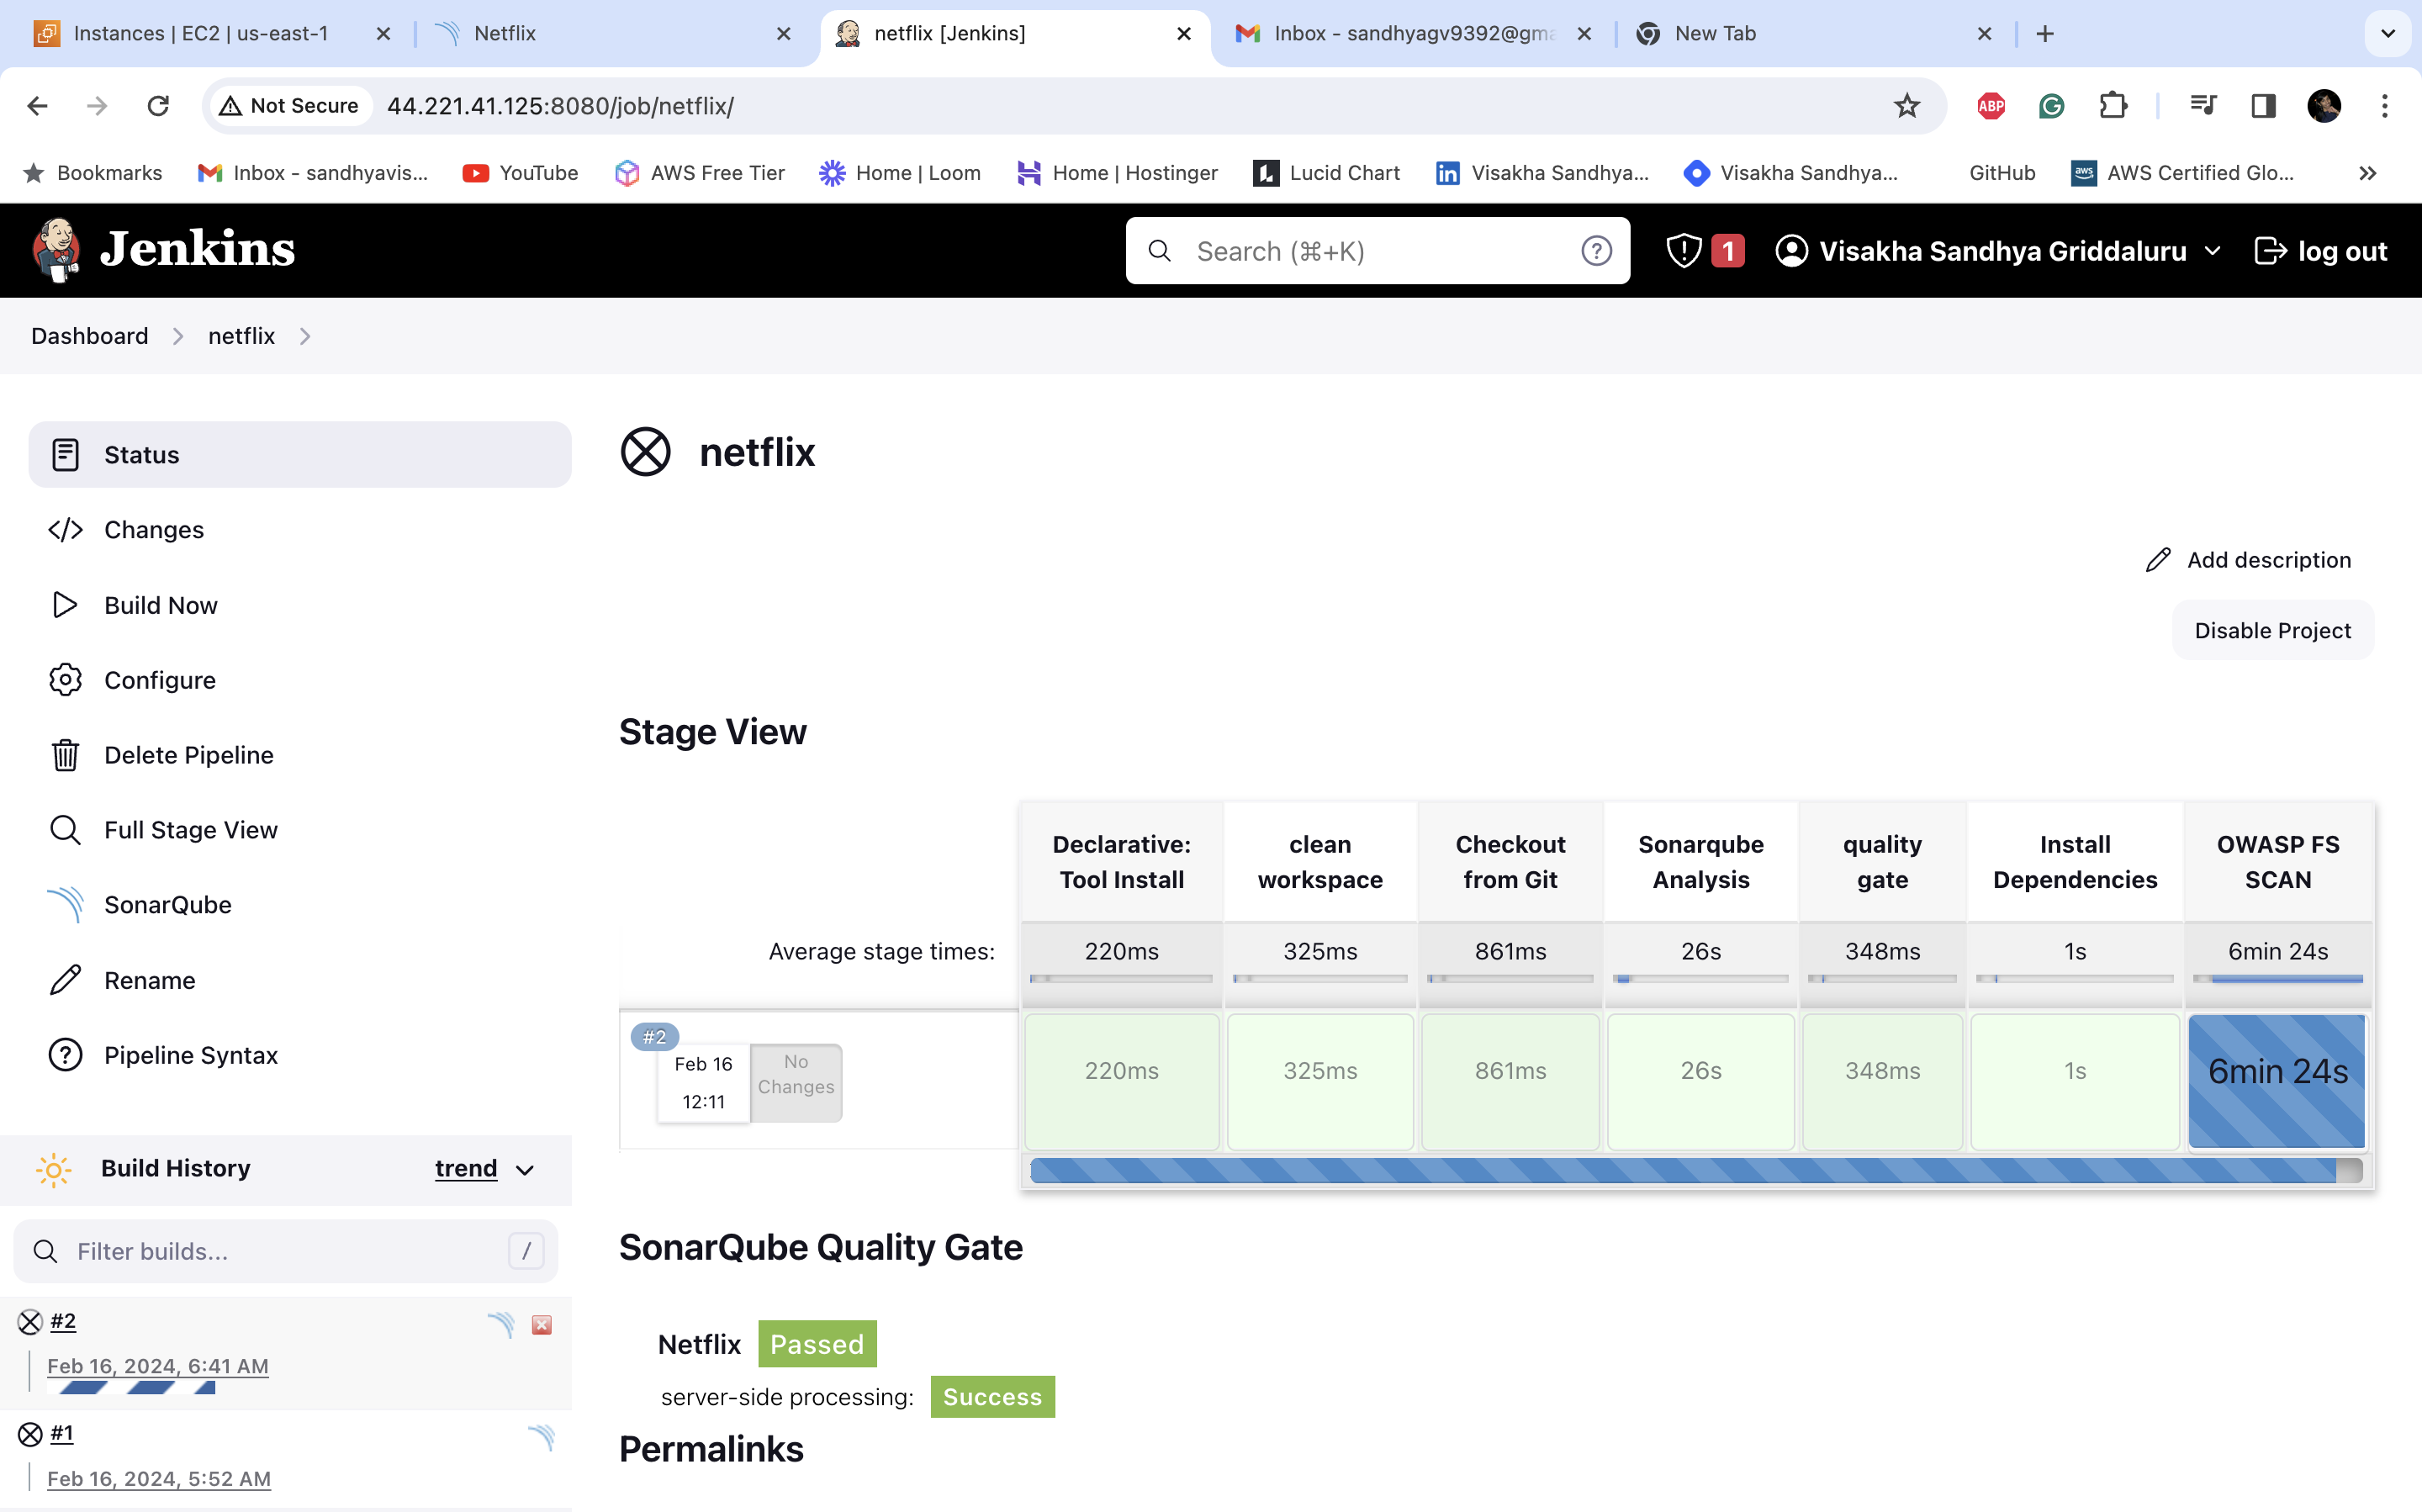 Instances | EC2 | us-east-1
Netflix
netflix [Jenkins]
Inbox - sandhyagv9392@gma
New Tab
Not Secure
44.221.41.125:8080/job/netflix/
ABP
Bookmarks
Inbox - sandhyavis...
YouTube
AWS Free Tier
Home | Loom
Home | Hostinger
Lucid Chart
Visakha Sandhya...
Visakha Sandhya...
GitHub
AWS Certified Glo...
Jenkins
Search (⌘+K)
1
Visakha Sandhya Griddaluru
log out
Dashboard
netflix
Status
Changes
Build Now
Configure
Delete Pipeline
Full Stage View
SonarQube
Rename
Pipeline Syntax
Build History
trend
Filter builds...
/
#2
Feb 16, 2024, 6:41 AM
#1
Feb 16, 2024, 5:52 AM
netflix
Add description
Disable Project
Stage View
Declarative: Tool Install
clean workspace
Checkout from Git
Sonarqube Analysis
quality gate
Install Dependencies
OWASP FS SCAN
Average stage times:
220ms
325ms
861ms
26s
348ms
1s
6min 24s
#2
Feb 16
12:11
No Changes
220ms
325ms
861ms
26s
348ms
1s
6min 24s
SonarQube Quality Gate
Netflix Passed
server-side processing: Success
Permalinks